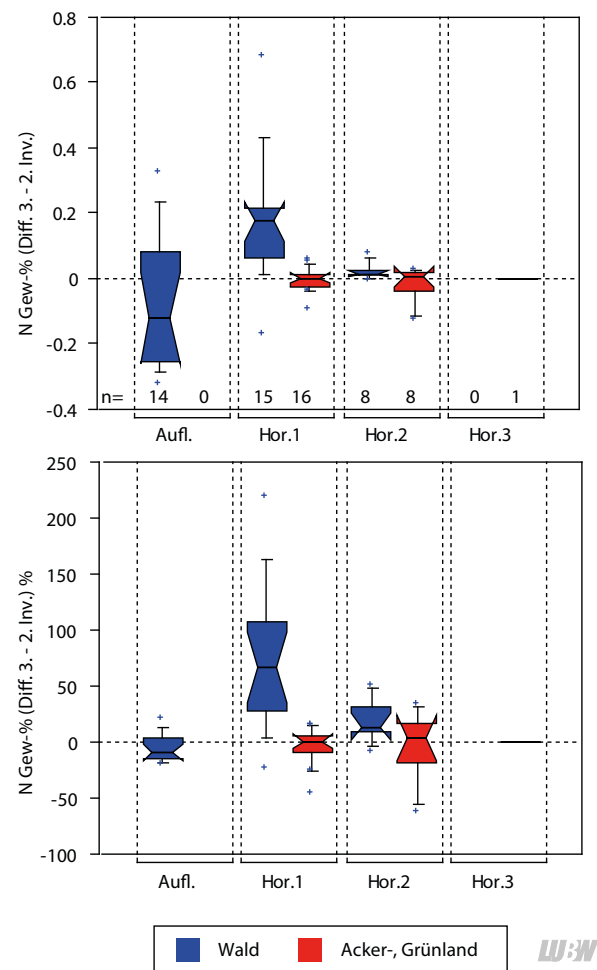 N Gew-% (Diff. 3. - 2. Inv.)
0.8
0.6
0.4
0.2
0
-0.2
-0.4
n= 14 0 15 16 8 8 0 1
Aufl. Hor.1 Hor.2 Hor.3
N Gew-% (Diff. 3. - 2. Inv.) %
250
200
150
100
50
0
-50
-100
Aufl. Hor.1 Hor.2 Hor.3
Wald Acker-, Grünland
LUBW